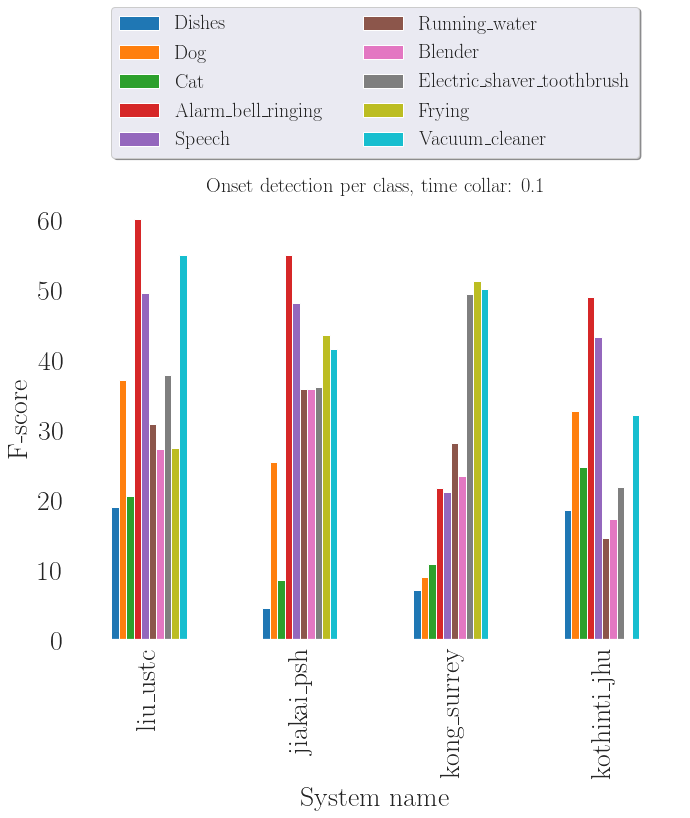 Dishes
Dog
Cat
Alarm_bell_ringing
Speech
Running_water
Blender
Electric_shaver_toothbrush
Frying
Vacuum_cleaner
Onset detection per class, time collar: 0.1
60
50
40
30
20
10
0
F-score
liu_ustc
jiakai_psh
kong_surrey
kothinti_jhu
System name